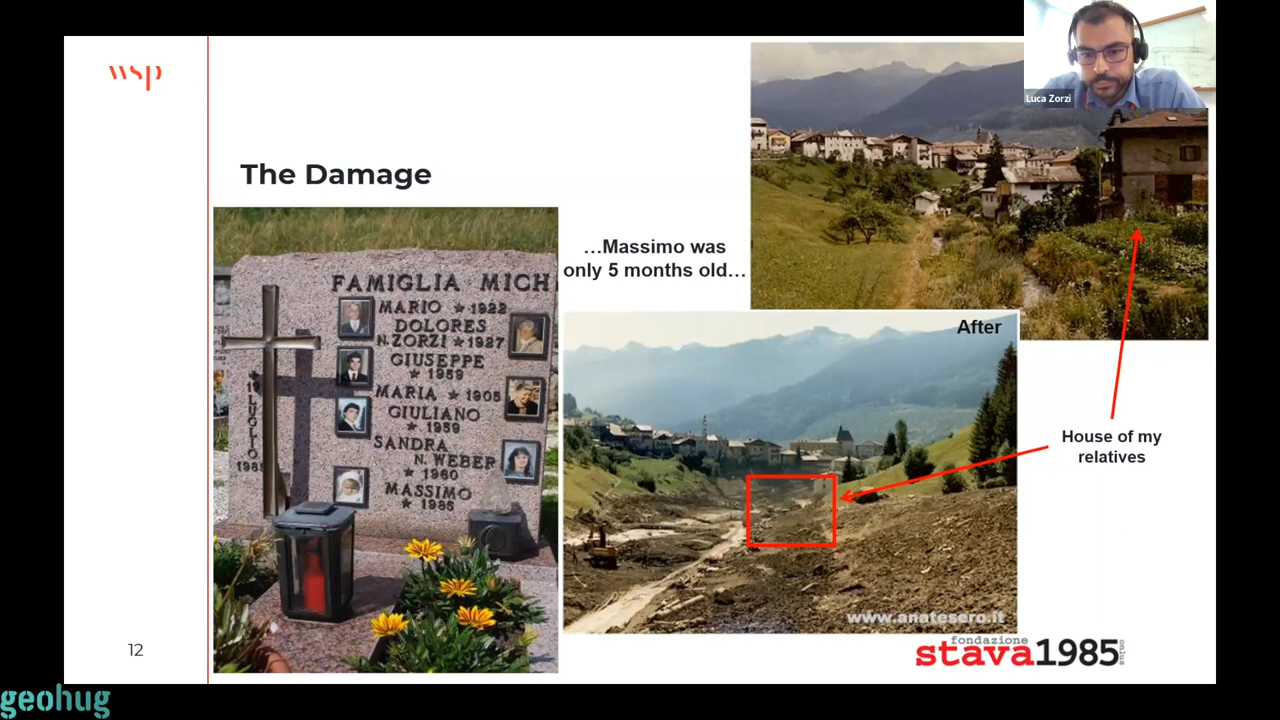 wsp
Luca Zorzi
The Damage
…Massimo was
only 5 months old…
FAMIGLIA MICH
MARIO ★ 1922
DOLORES
N. ZORZI ★ 1927
GIUSEPPE
★ 1959
MARIA ★ 1905
GIULIANO
★ 1959
SANDRA
N. WEBER
★ 1960
MASSIMO
★ 1985
LUGLIO
After
House of my
relatives
www.anatesero.it
fondazione
stava1985
onlus
12
geohug